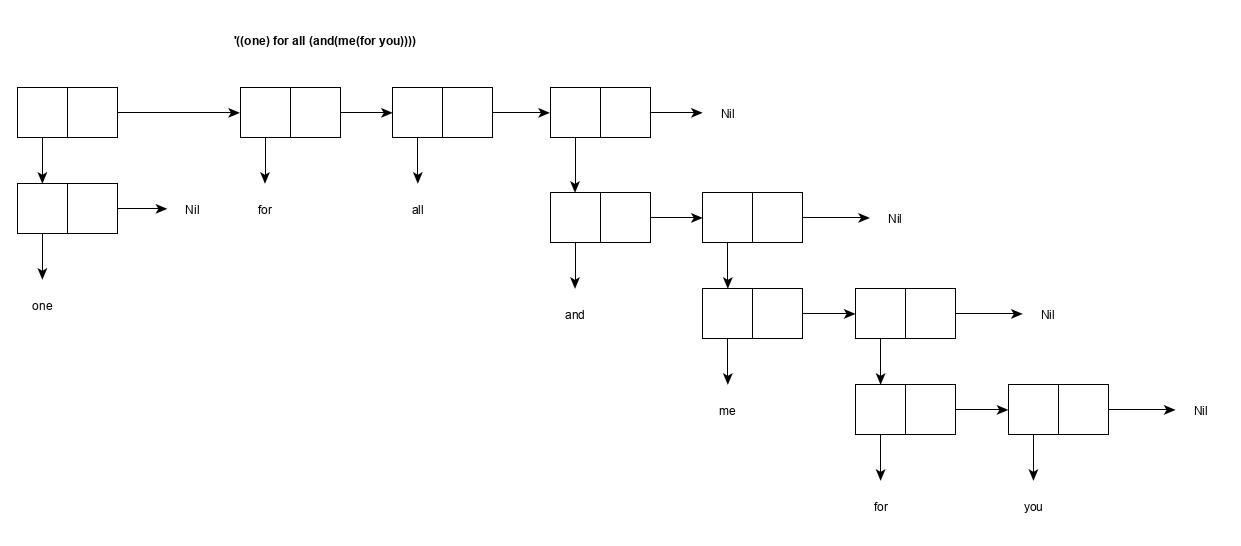 '((one) for all (and(me(for you))))
Nil
Nil
for
all
Nil
one
and
Nil
me
Nil
for
you